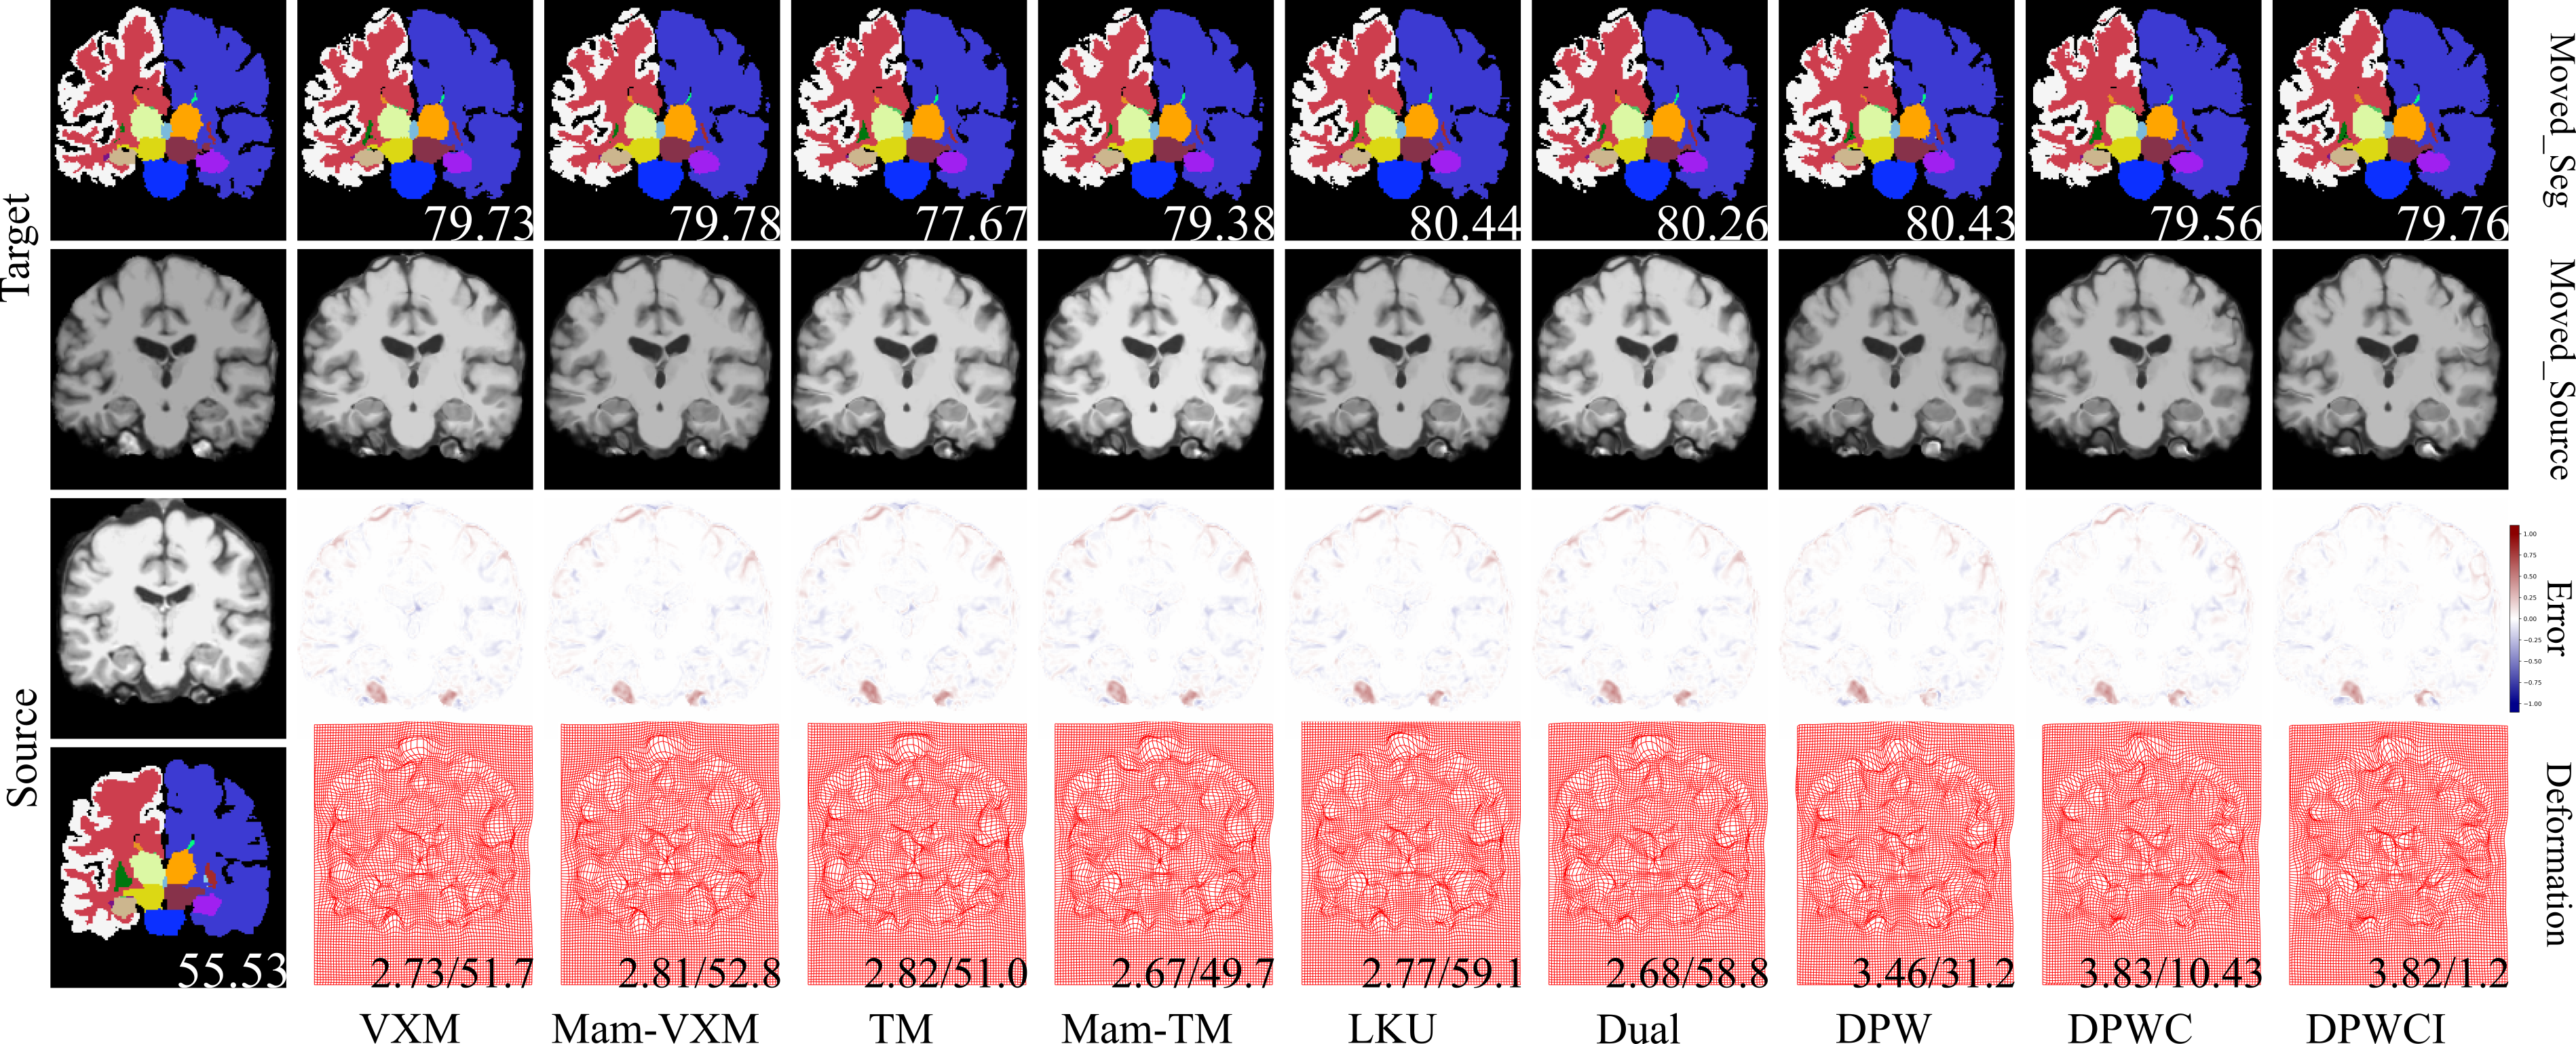 Target
79.73
79.78
77.67
79.38
80.44
80.26
80.43
79.56
79.76
Moved_Seg
Moved_Source
Source
1.00
0.75
0.50
0.25
0.00
−0.25
−0.50
−0.75
−1.00
Error
55.53
2.73/51.7
2.81/52.8
2.82/51.0
2.67/49.7
2.77/59.1
2.68/58.8
3.46/31.2
3.83/10.43
3.82/1.2
Deformation
VXM
Mam-VXM
TM
Mam-TM
LKU
Dual
DPW
DPWC
DPWCI